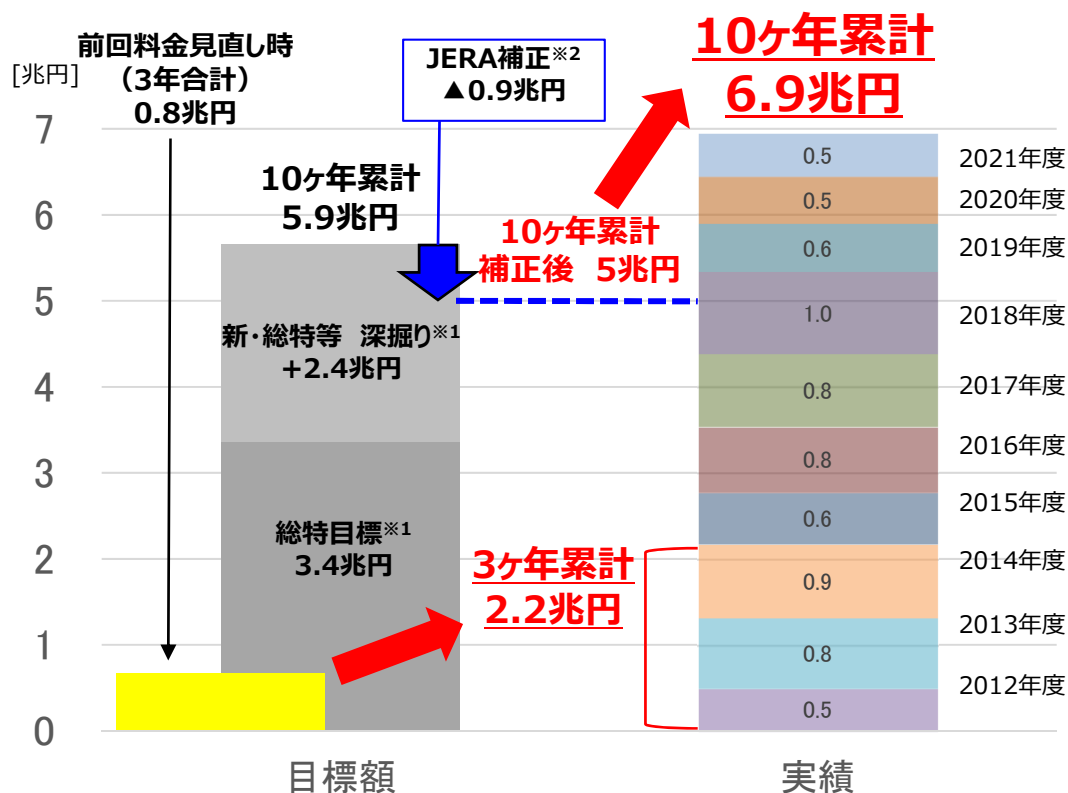 前回料金見直し時
（3年合計）
0.8兆円
[兆円]
JERA補正※2
▲0.9兆円
10ヶ年累計
6.9兆円
10ヶ年累計
5.9兆円
10ヶ年累計
補正後 5兆円
新・総特等 深掘り※1
+2.4兆円
総特目標※1
3.4兆円
3ヶ年累計
2.2兆円
7
6
5
4
3
2
1
0
0.5
2021年度
0.5
2020年度
0.6
2019年度
1.0
2018年度
0.8
2017年度
0.8
2016年度
0.6
2015年度
0.9
2014年度
0.8
2013年度
0.5
2012年度
目標額
実績